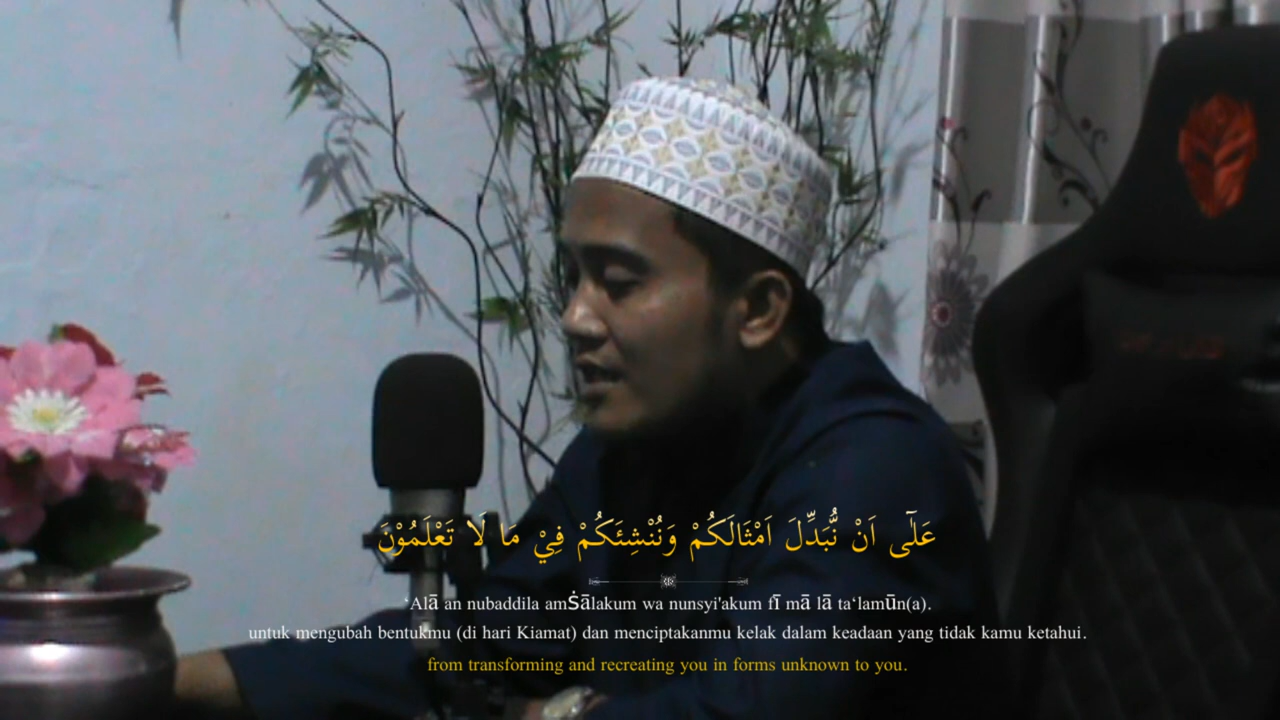 عَلٰٓى اَنْ نُّبَدِّلَ اَمْثَالَكُمْ وَنُنْشِئَكُمْ فِيْ مَا لَا تَعْلَمُوْنَ
‘Alā an nubaddila amṠālakum wa nunsyi'akum fī mā lā ta‘lamūn(a).
untuk mengubah bentukmu (di hari Kiamat) dan menciptakanmu kelak dalam keadaan yang tidak kamu ketahui.
from transforming and recreating you in forms unknown to you.